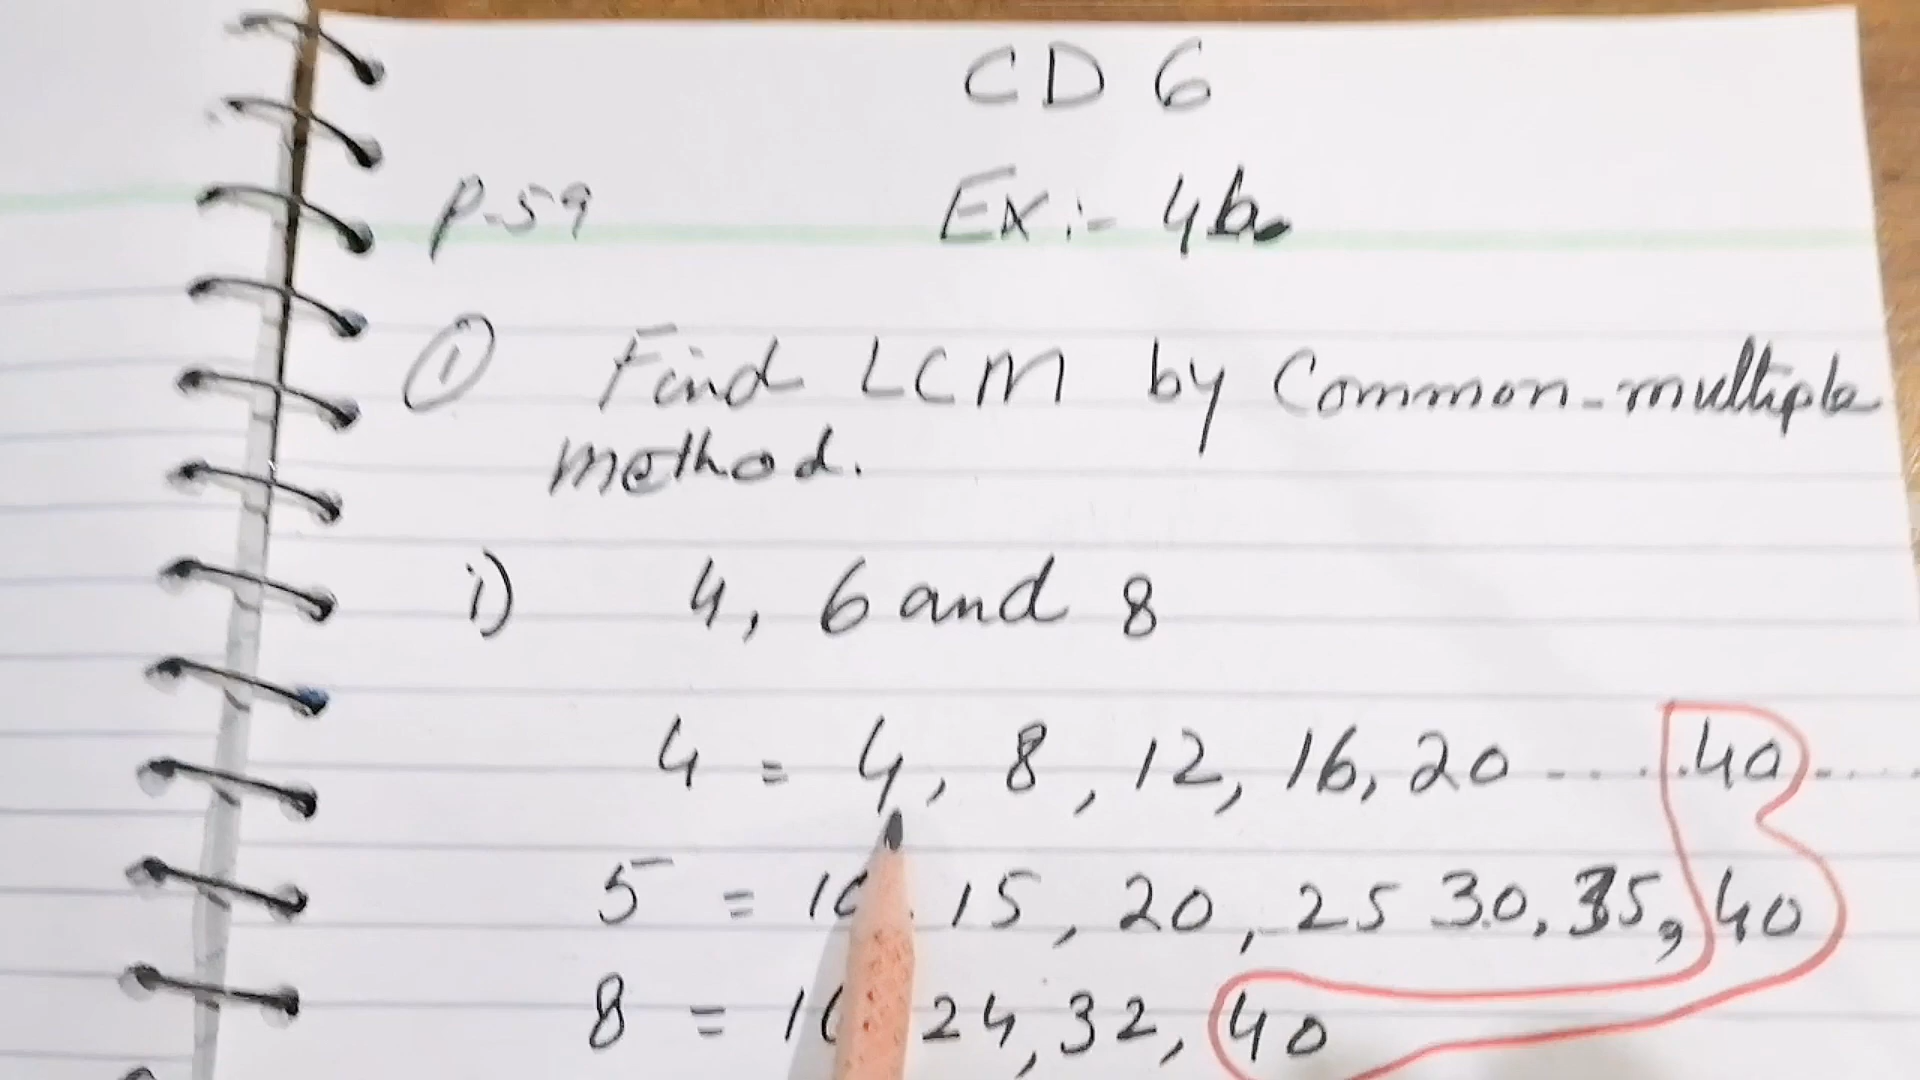 CD 6
P-59 Ex:- 4b.
① Find LCM by Common-multiple
method.
i) 4, 6 and 8
4 = 4, 8, 12, 16, 20 ..... 40 ....
5 = 15, 20, 25 30, 35, 40
8 = 24, 32, 40